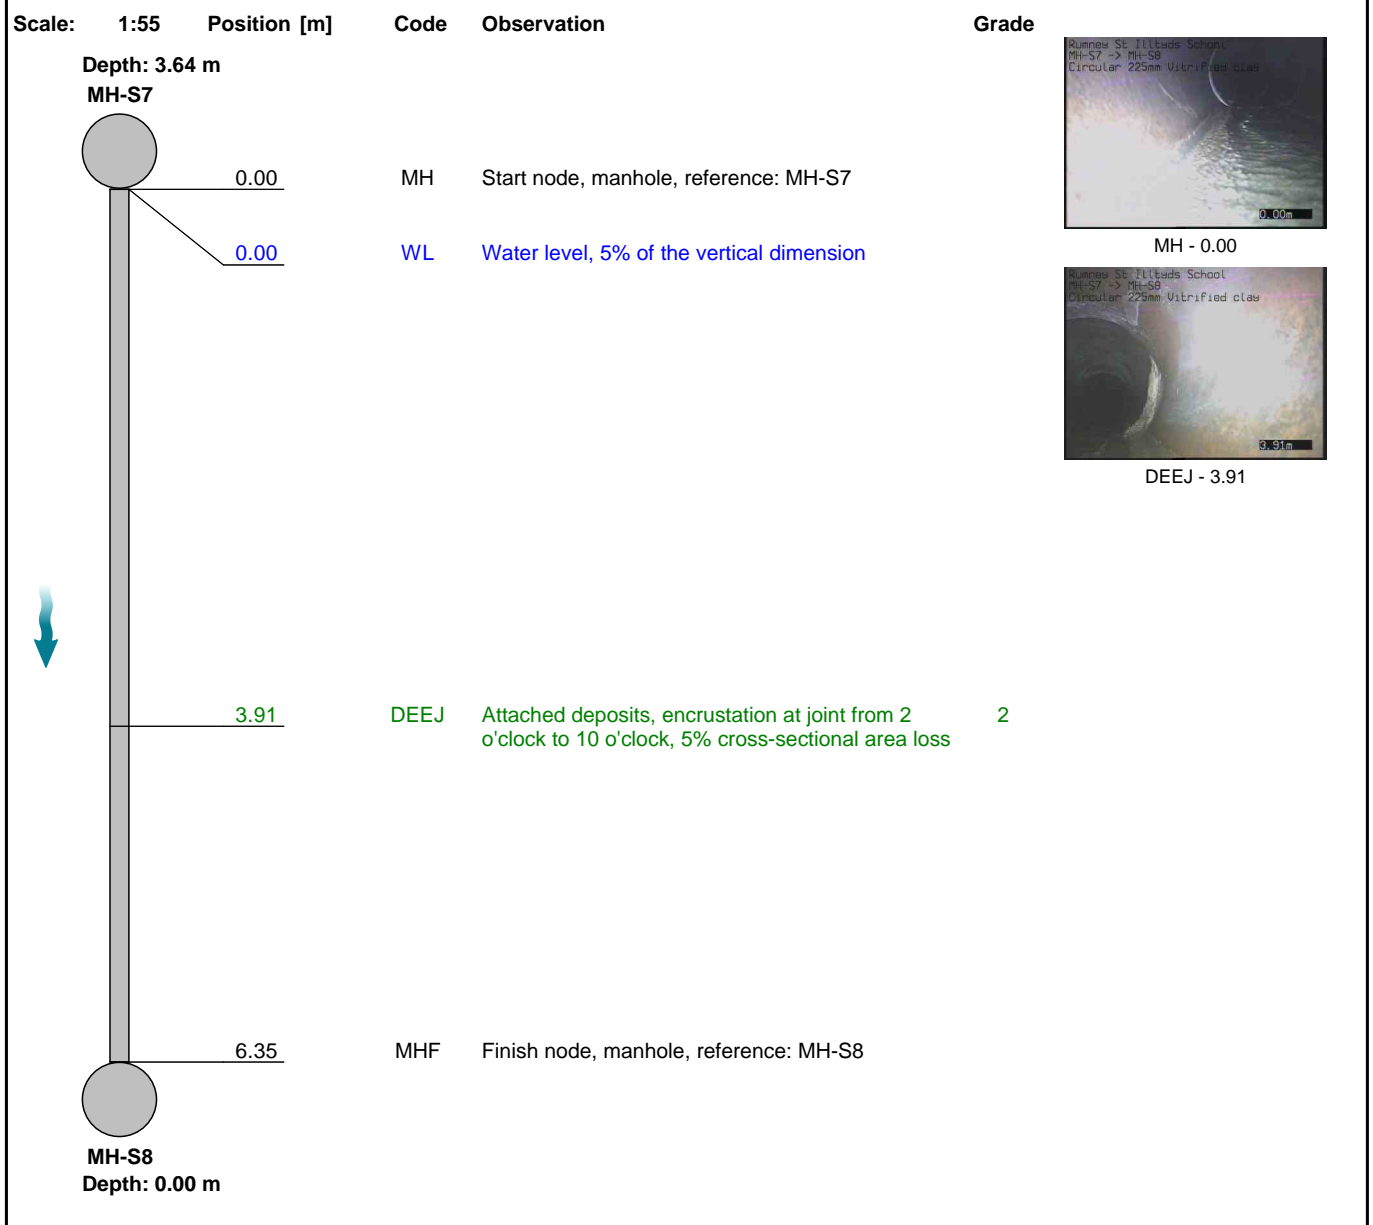 Scale: 1:55 Position [m] Code Observation Grade
Depth: 3.64 m
MH-S7
0.00 MH Start node, manhole, reference: MH-S7
0.00 WL Water level, 5% of the vertical dimension
Rumney St Illtyds School
MH-S7 -> MH-S8
Circular 225mm Vitrified clay
0.00m
MH - 0.00
Rumney St Illtyds School
MH-S7 -> MH-S8
Circular 225mm Vitrified clay
3.91m
DEEJ - 3.91
3.91 DEEJ Attached deposits, encrustation at joint from 2 2
o'clock to 10 o'clock, 5% cross-sectional area loss
6.35 MHF Finish node, manhole, reference: MH-S8
MH-S8
Depth: 0.00 m